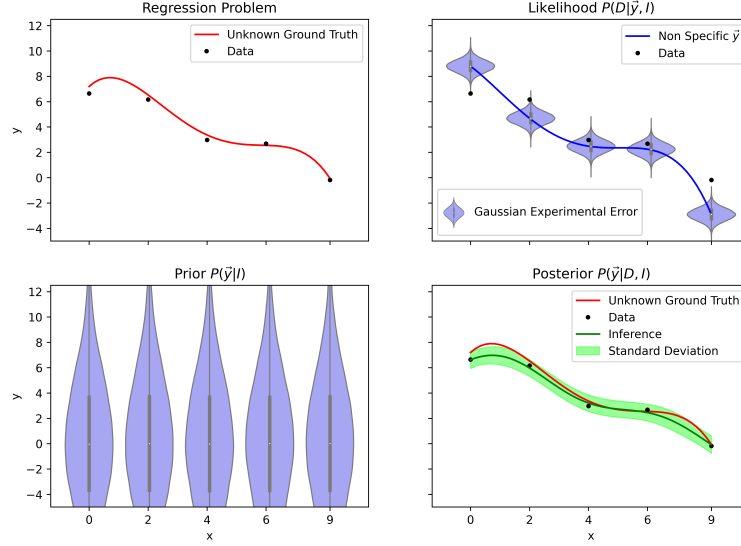 Regression Problem
Unknown Ground Truth
Data
12
10
8
6
4
2
0
−2
−4
y
Likelihood P(D|y⃗, I)
Non Specific y⃗
Data
Gaussian Experimental Error
Prior P(y⃗|I)
12
10
8
6
4
2
0
−2
−4
y
0 2 4 6 9
x
Posterior P(y⃗|D, I)
Unknown Ground Truth
Data
Inference
Standard Deviation
0 2 4 6 9
x